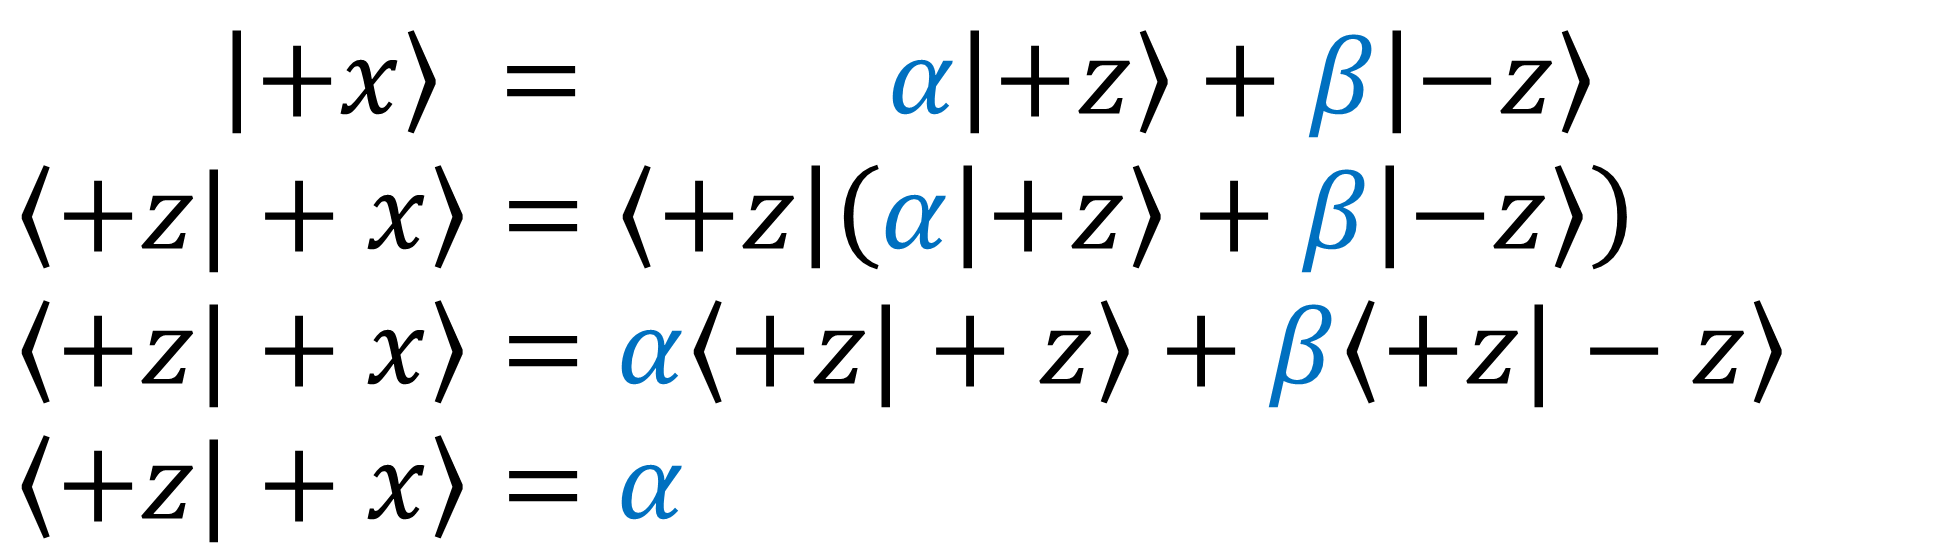 |+x⟩ = α|+z⟩ + β|−z⟩
⟨+z| + x⟩ = ⟨+z|(α|+z⟩ + β|−z⟩)
⟨+z| + x⟩ = α⟨+z| + z⟩ + β⟨+z| − z⟩
⟨+z| + x⟩ = α